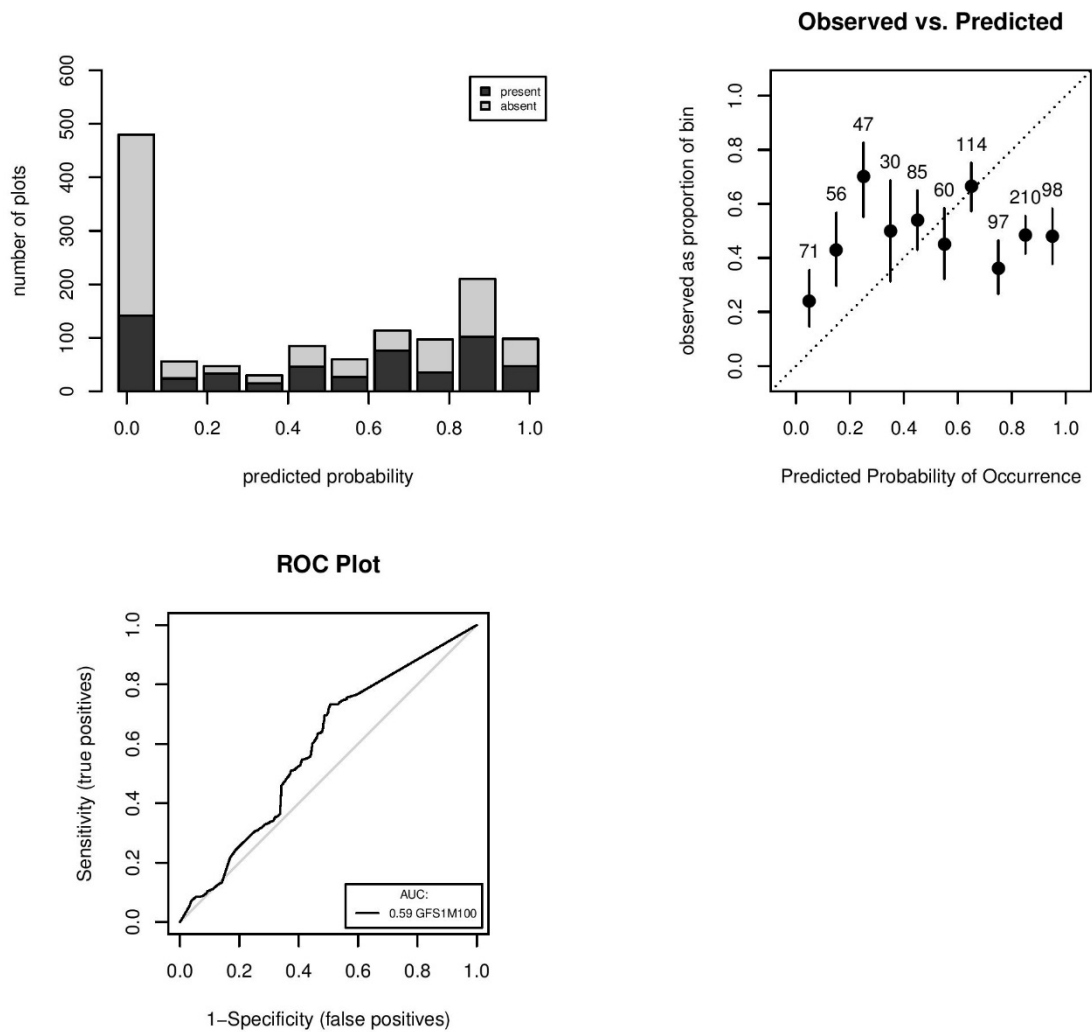 600
500
400
300
200
100
0
number of plots
present
absent
0.0 0.2 0.4 0.6 0.8 1.0
predicted probability
Observed vs. Predicted
1.0
0.8
0.6
0.4
0.2
0.0
observed as proportion of bin
71 56 47 30 85 60 114 97 210 98
0.0 0.2 0.4 0.6 0.8 1.0
Predicted Probability of Occurrence
ROC Plot
1.0
0.8
0.6
0.4
0.2
0.0
Sensitivity (true positives)
AUC:
0.59 GFS1M100
0.0 0.2 0.4 0.6 0.8 1.0
1−Specificity (false positives)